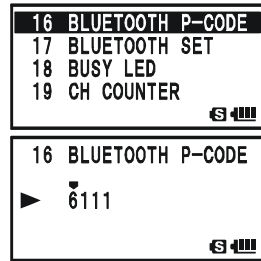 16 BLUETOOTH P-CODE
17 BLUETOOTH SET
18 BUSY LED
19 CH COUNTER
S
16 BLUETOOTH P-CODE
6111
S